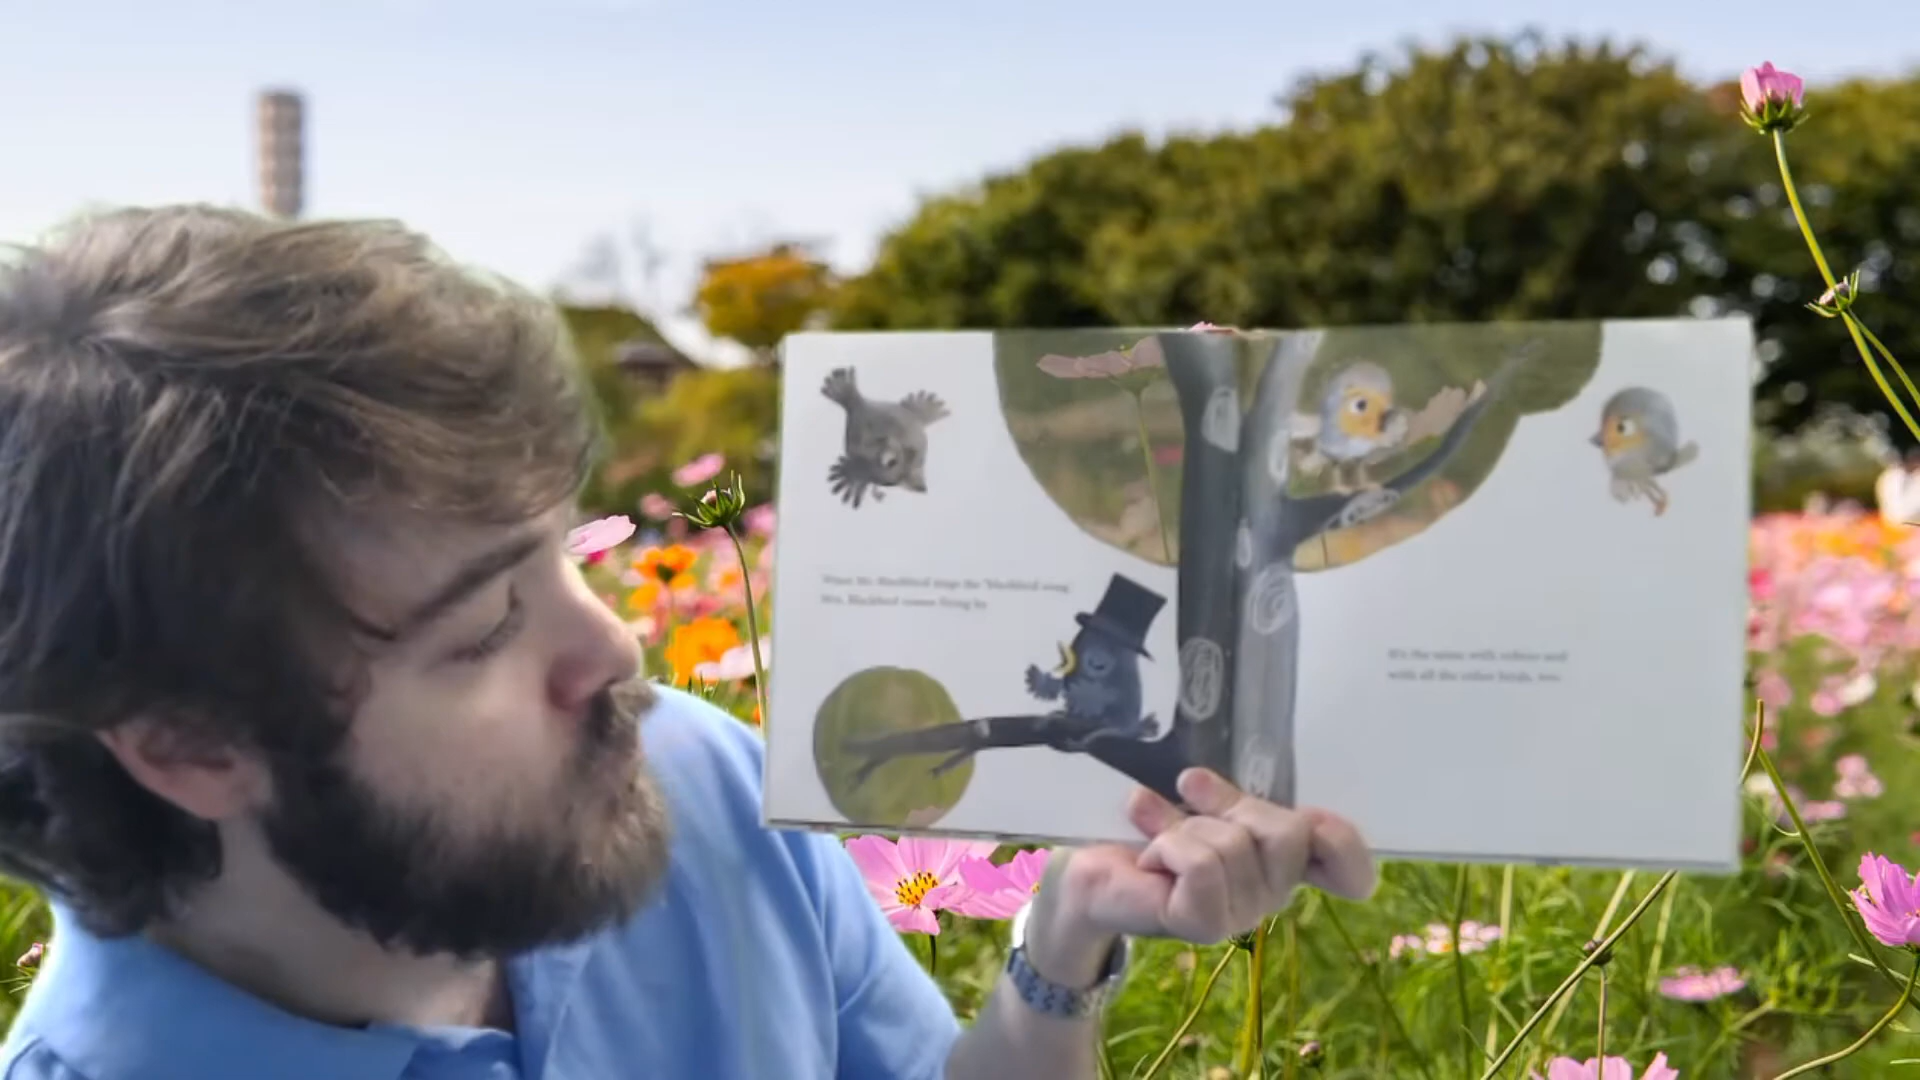 When Mr. Blackbird sings the "blackbird song"
Mrs. Blackbird comes flying by
It's the same with robins and
with all the other birds, too.